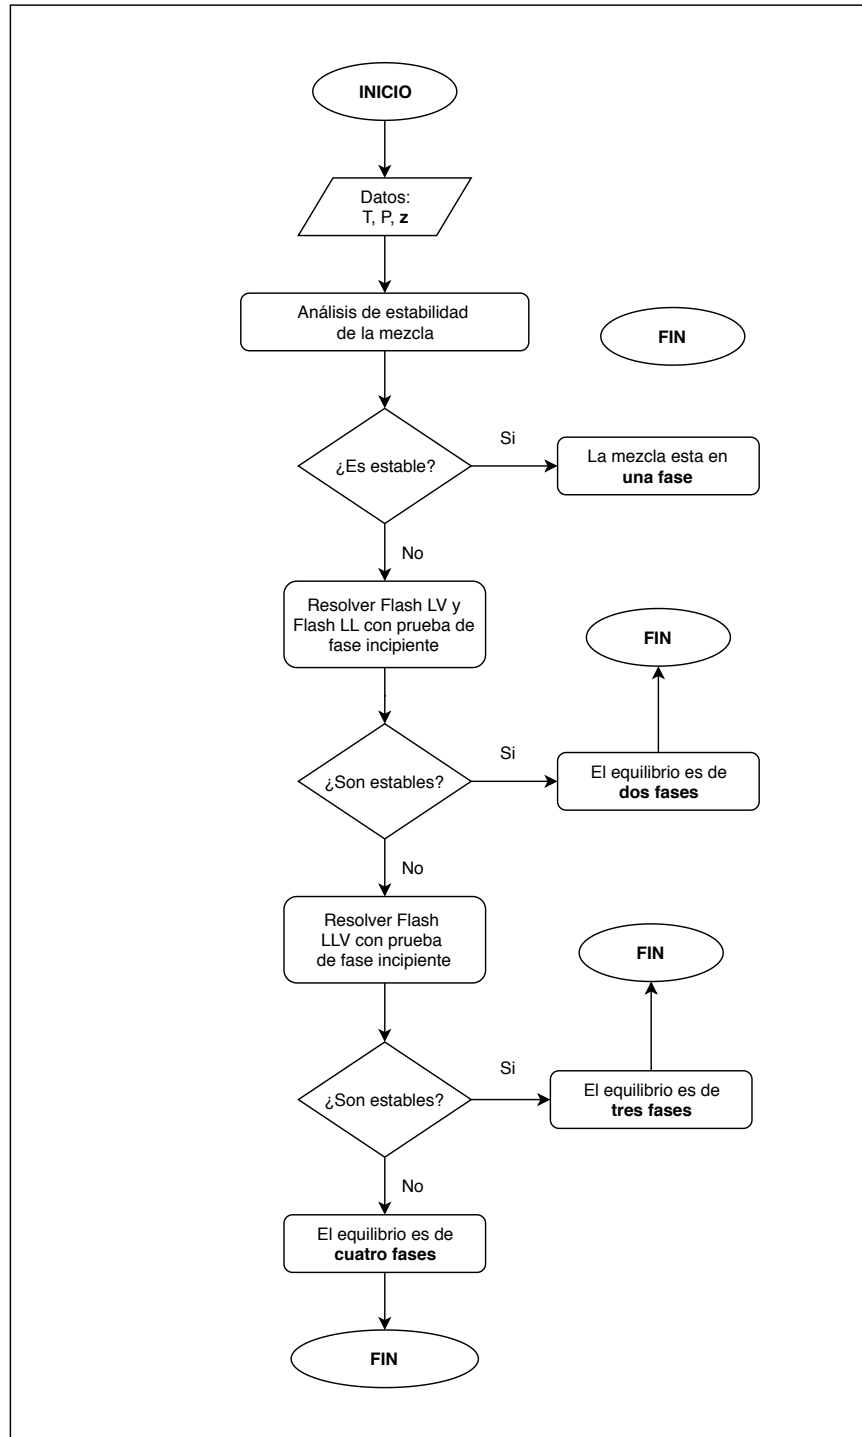 INICIO
Datos:
T, P, z
Análisis de estabilidad
de la mezcla
FIN
¿Es estable?
Si
La mezcla esta en
una fase
No
Resolver Flash LV y
Flash LL con prueba de
fase incipiente
FIN
¿Son estables?
Si
El equilibrio es de
dos fases
No
Resolver Flash
LLV con prueba
de fase incipiente
FIN
¿Son estables?
Si
El equilibrio es de
tres fases
No
El equilibrio es de
cuatro fases
FIN